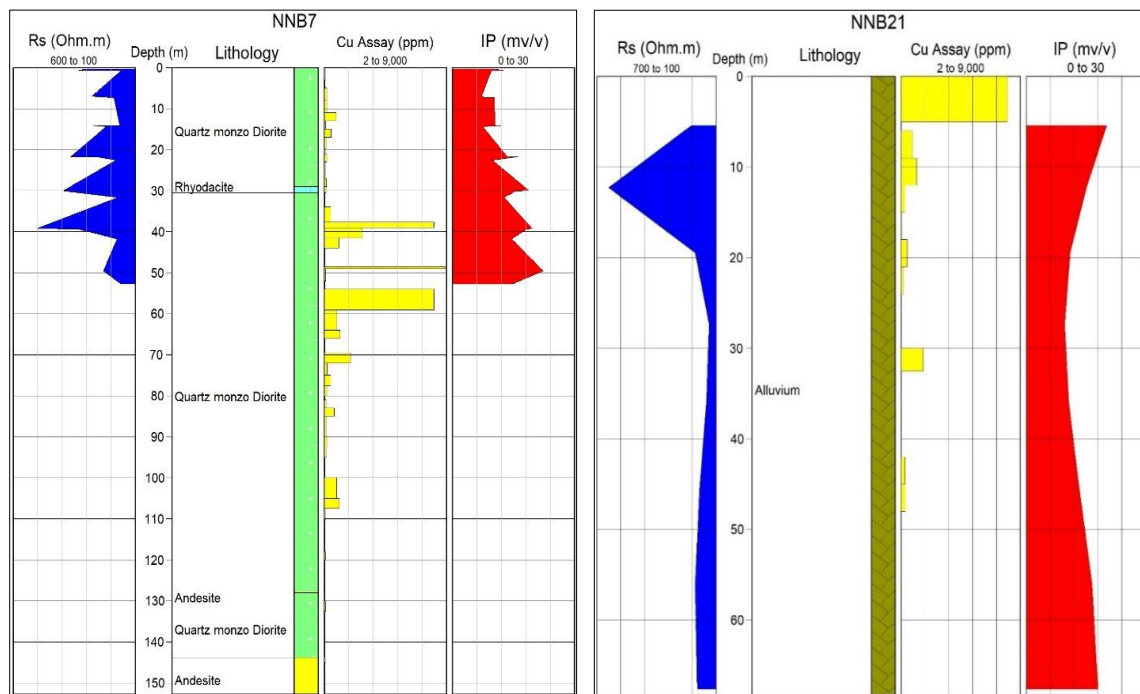 NNB7
Rs (Ohm.m)
600 to 100
Depth (m)
Lithology
Cu Assay (ppm)
2 to 9,000
IP (mv/v)
0 to 30
0
10
Quartz monzo Diorite
20
Rhyodacite
30
40
50
60
70
Quartz monzo Diorite
80
90
100
110
120
Andesite
130
Quartz monzo Diorite
140
Andesite
150
NNB21
Rs (Ohm.m)
700 to 100
Depth (m)
Lithology
Cu Assay (ppm)
2 to 9,000
IP (mv/v)
0 to 30
0
10
20
30
Alluvium
40
50
60